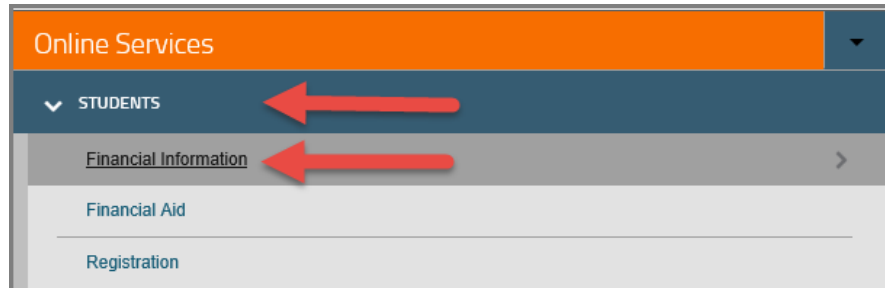 Online Services
STUDENTS
Financial Information
Financial Aid
Registration